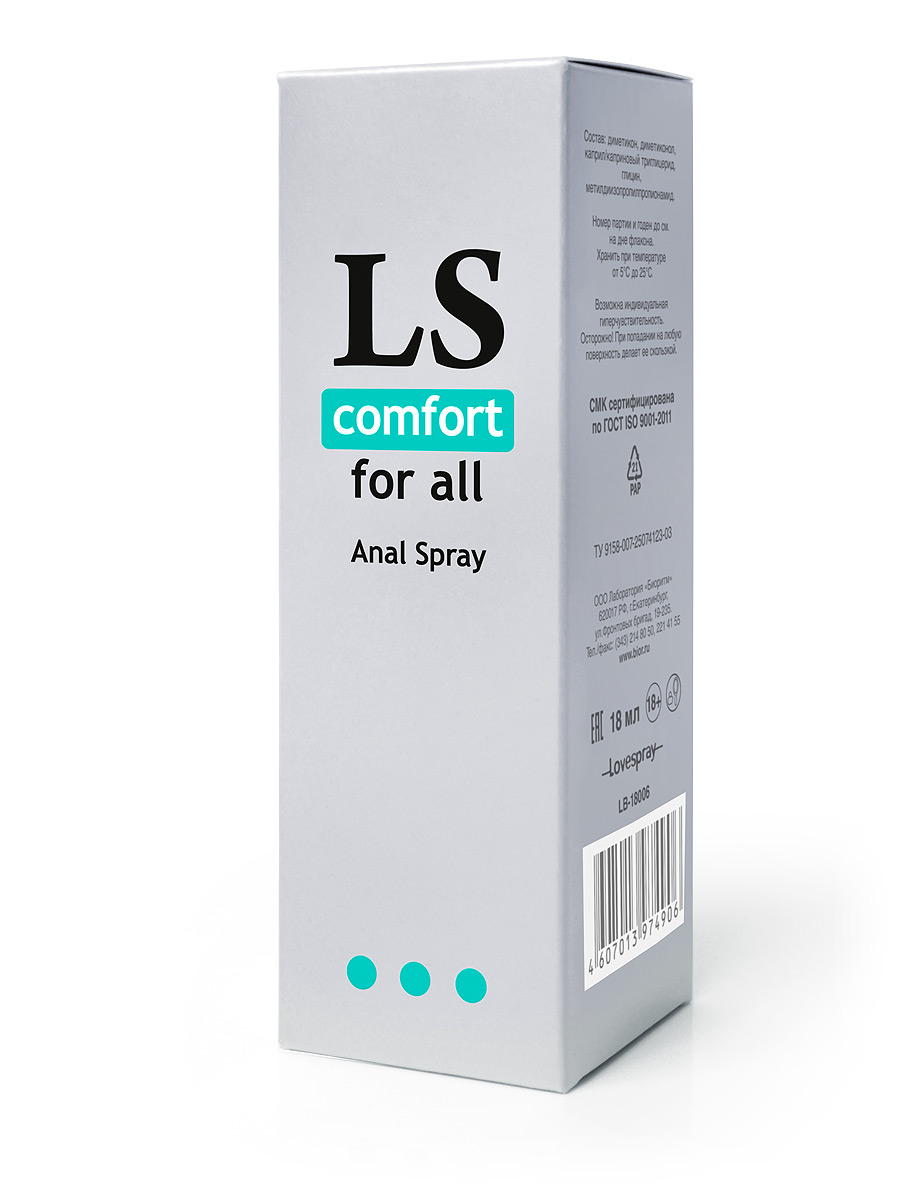 LS
comfort
for all
Anal Spray
Состав: диметикон, диметиконол,
каприл/каприновый триглицерид,
глицин,
метилдиизопропилпропионамид.
Номер партии и годен до см.
на дне флакона.
Хранить при температуре
от 5°С до 25°С.
Возможна индивидуальная
гиперчувствительность.
Осторожно! При попадании на любую
поверхность делает ее скользкой.
СМК сертифицирована
по ГОСТ ISO 9001-2011
21
PAP
ТУ 9158-007-25074123-03
ООО Лаборатория «Биоритм»
620017 РФ, г.Екатеринбург,
ул.Фронтовых бригад, 19-235.
Тел./факс: (343) 214 80 50, 221 41 55
www.bior.ru
EAC 18 мл 18+
Lovespray
LB-18006
4 607013 974906